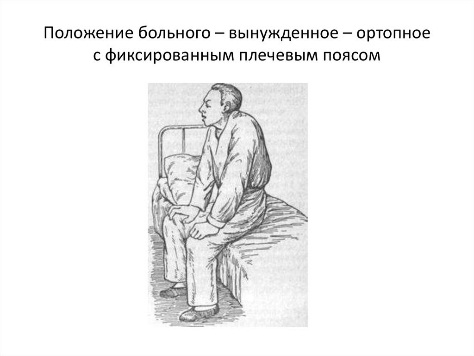 Положение больного – вынужденное – ортопное
с фиксированным плечевым поясом